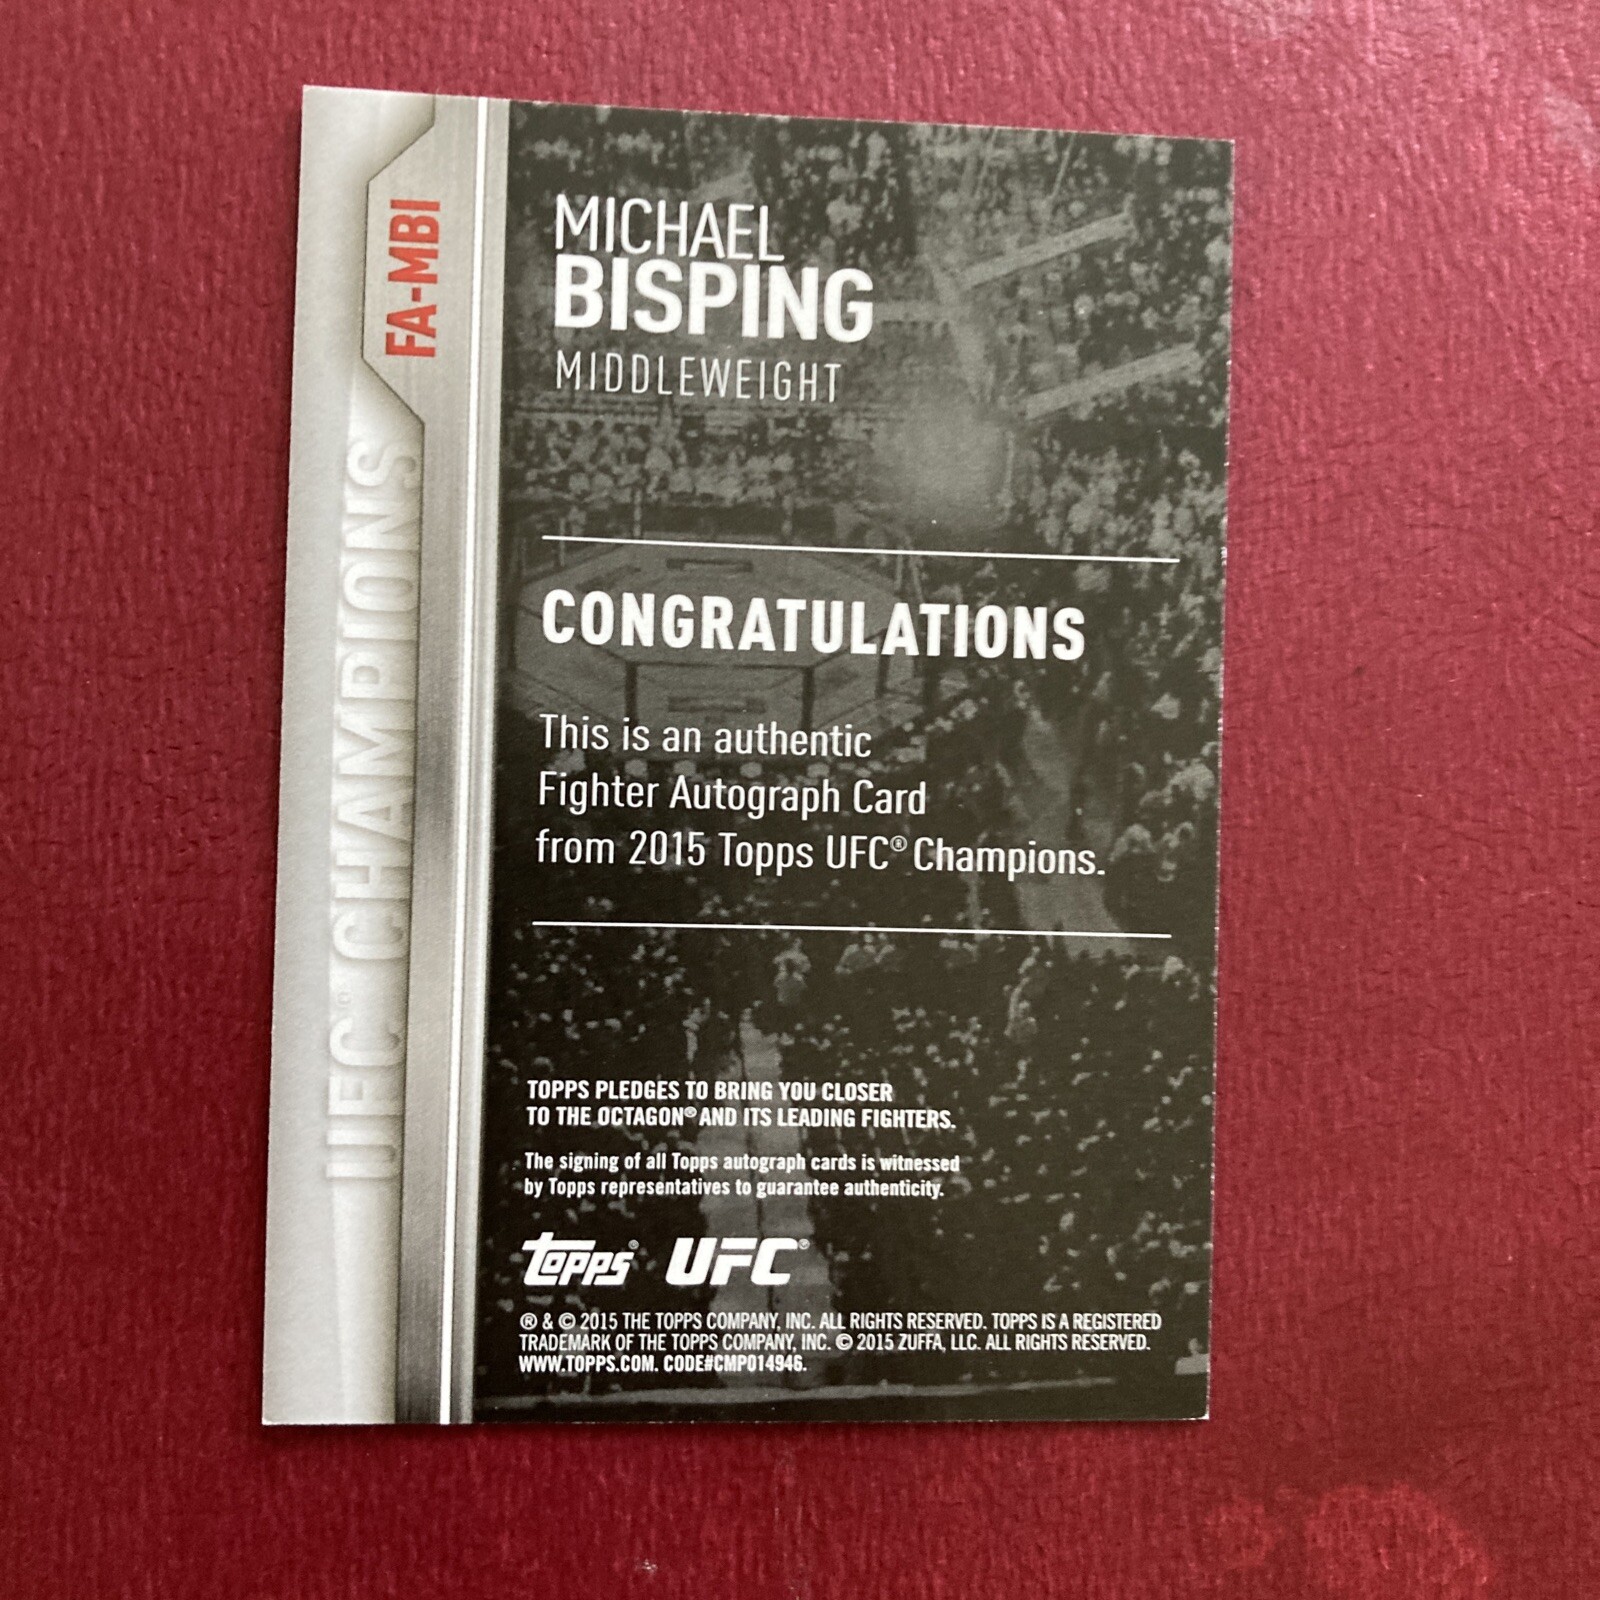 FA-MBI
UFC® CHAMPIONS
MICHAEL
BISPING
MIDDLEWEIGHT
CONGRATULATIONS
This is an authentic
Fighter Autograph Card
from 2015 Topps UFC® Champions.
TOPPS PLEDGES TO BRING YOU CLOSER
TO THE OCTAGON® AND ITS LEADING FIGHTERS.
The signing of all Topps autograph cards is witnessed
by Topps representatives to guarantee authenticity.
Topps® UFC®
® & © 2015 THE TOPPS COMPANY, INC. ALL RIGHTS RESERVED. TOPPS IS A REGISTERED
TRADEMARK OF THE TOPPS COMPANY, INC. © 2015 ZUFFA, LLC. ALL RIGHTS RESERVED.
WWW.TOPPS.COM. CODE#CMP014946.